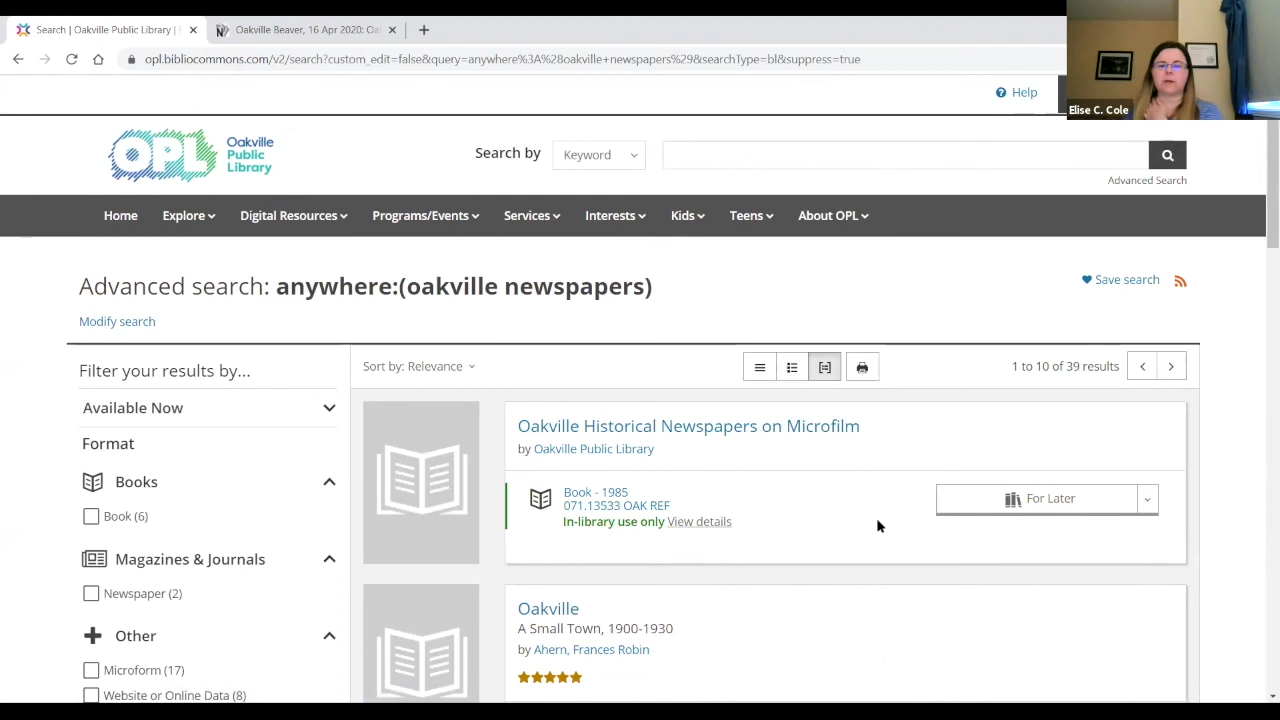 Search | Oakville Public Library |
Oakville Beaver, 16 Apr 2020: Oa
opl.bibliocommons.com/v2/search?custom_edit=false&query=anywhere%3A%28oakville+newspapers%29&searchType=bl&suppress=true
Elise C. Cole
Help
OPL
Oakville
Public
Library
Search by
Keyword
Advanced Search
Home
Explore
Digital Resources
Programs/Events
Services
Interests
Kids
Teens
About OPL
Advanced search: anywhere:(oakville newspapers)
Save search
Modify search
Filter your results by...
Available Now
Format
Books
Book (6)
Magazines & Journals
Newspaper (2)
Other
Microform (17)
Website or Online Data (8)
Sort by: Relevance
1 to 10 of 39 results
Oakville Historical Newspapers on Microfilm
by Oakville Public Library
Book - 1985
071.13533 OAK REF
In-library use only View details
For Later
Oakville
A Small Town, 1900-1930
by Ahern, Frances Robin